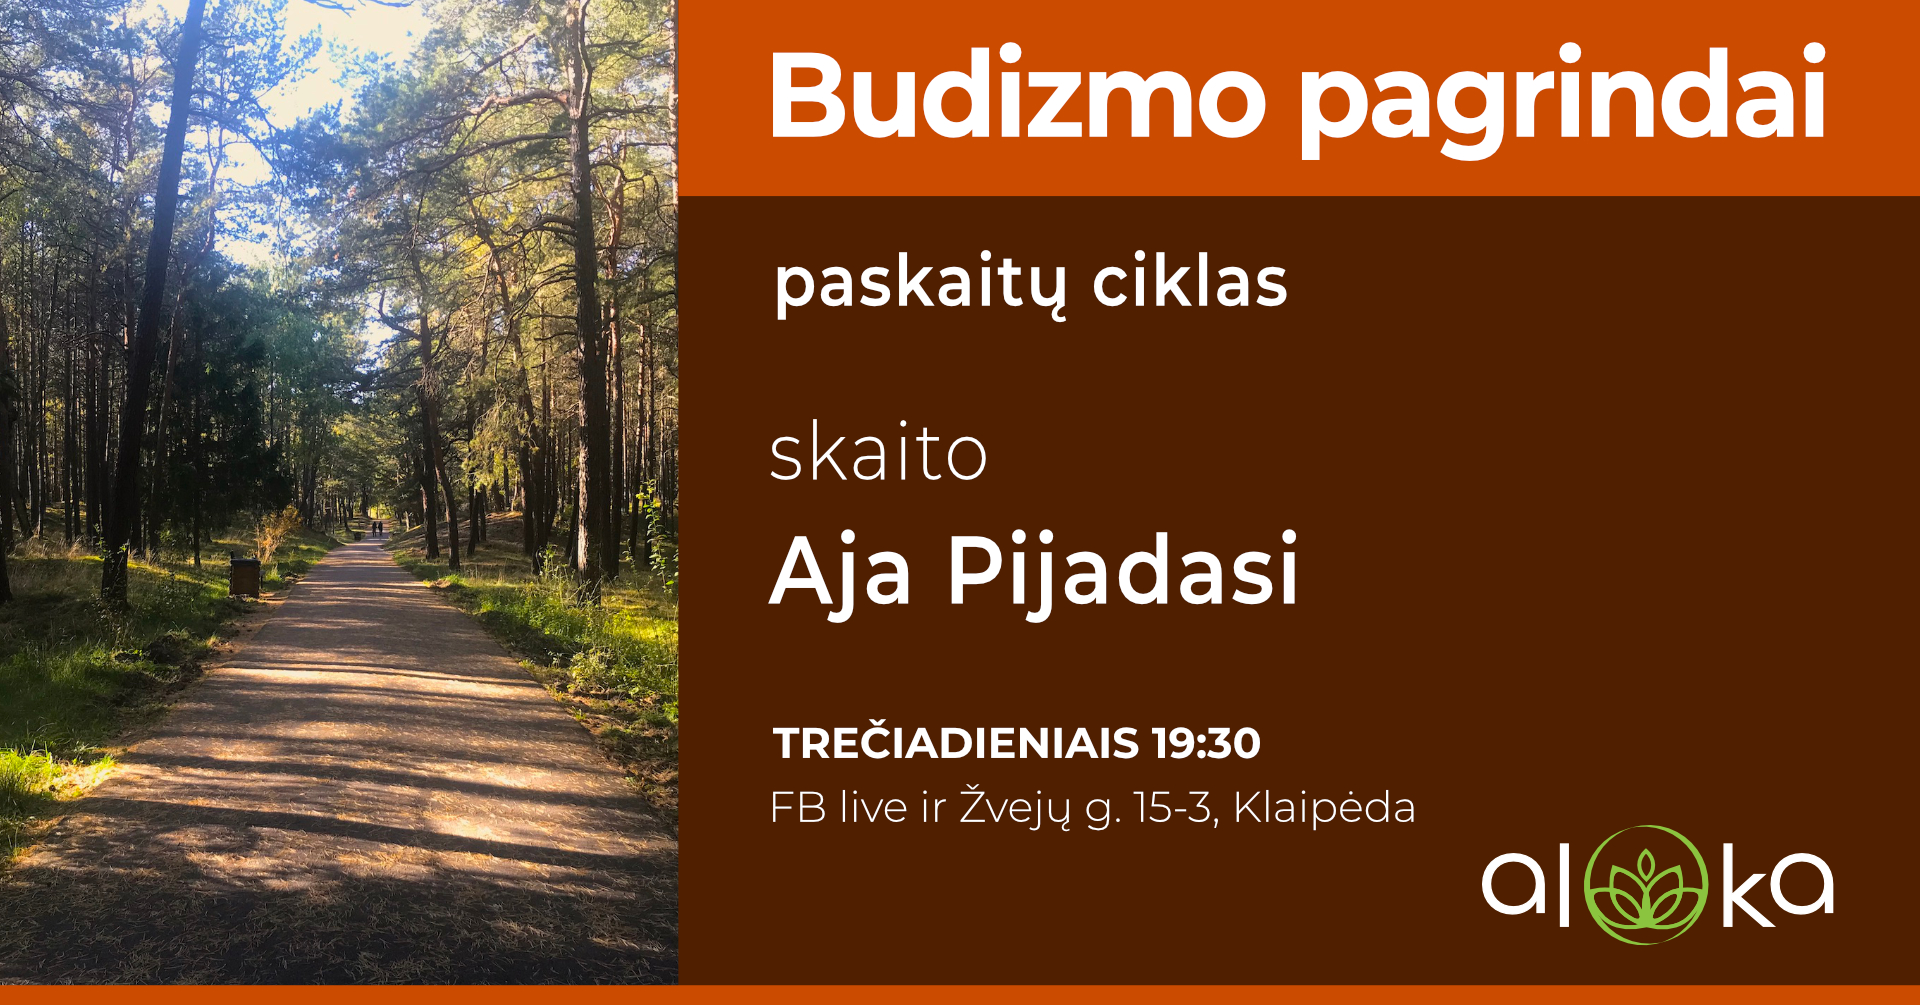 Budizmo pagrindai
paskaitų ciklas
skaito
Aja Pijadasi
TREČIADIENIAIS 19:30
FB live ir Žvejų g. 15-3, Klaipėda
aloka